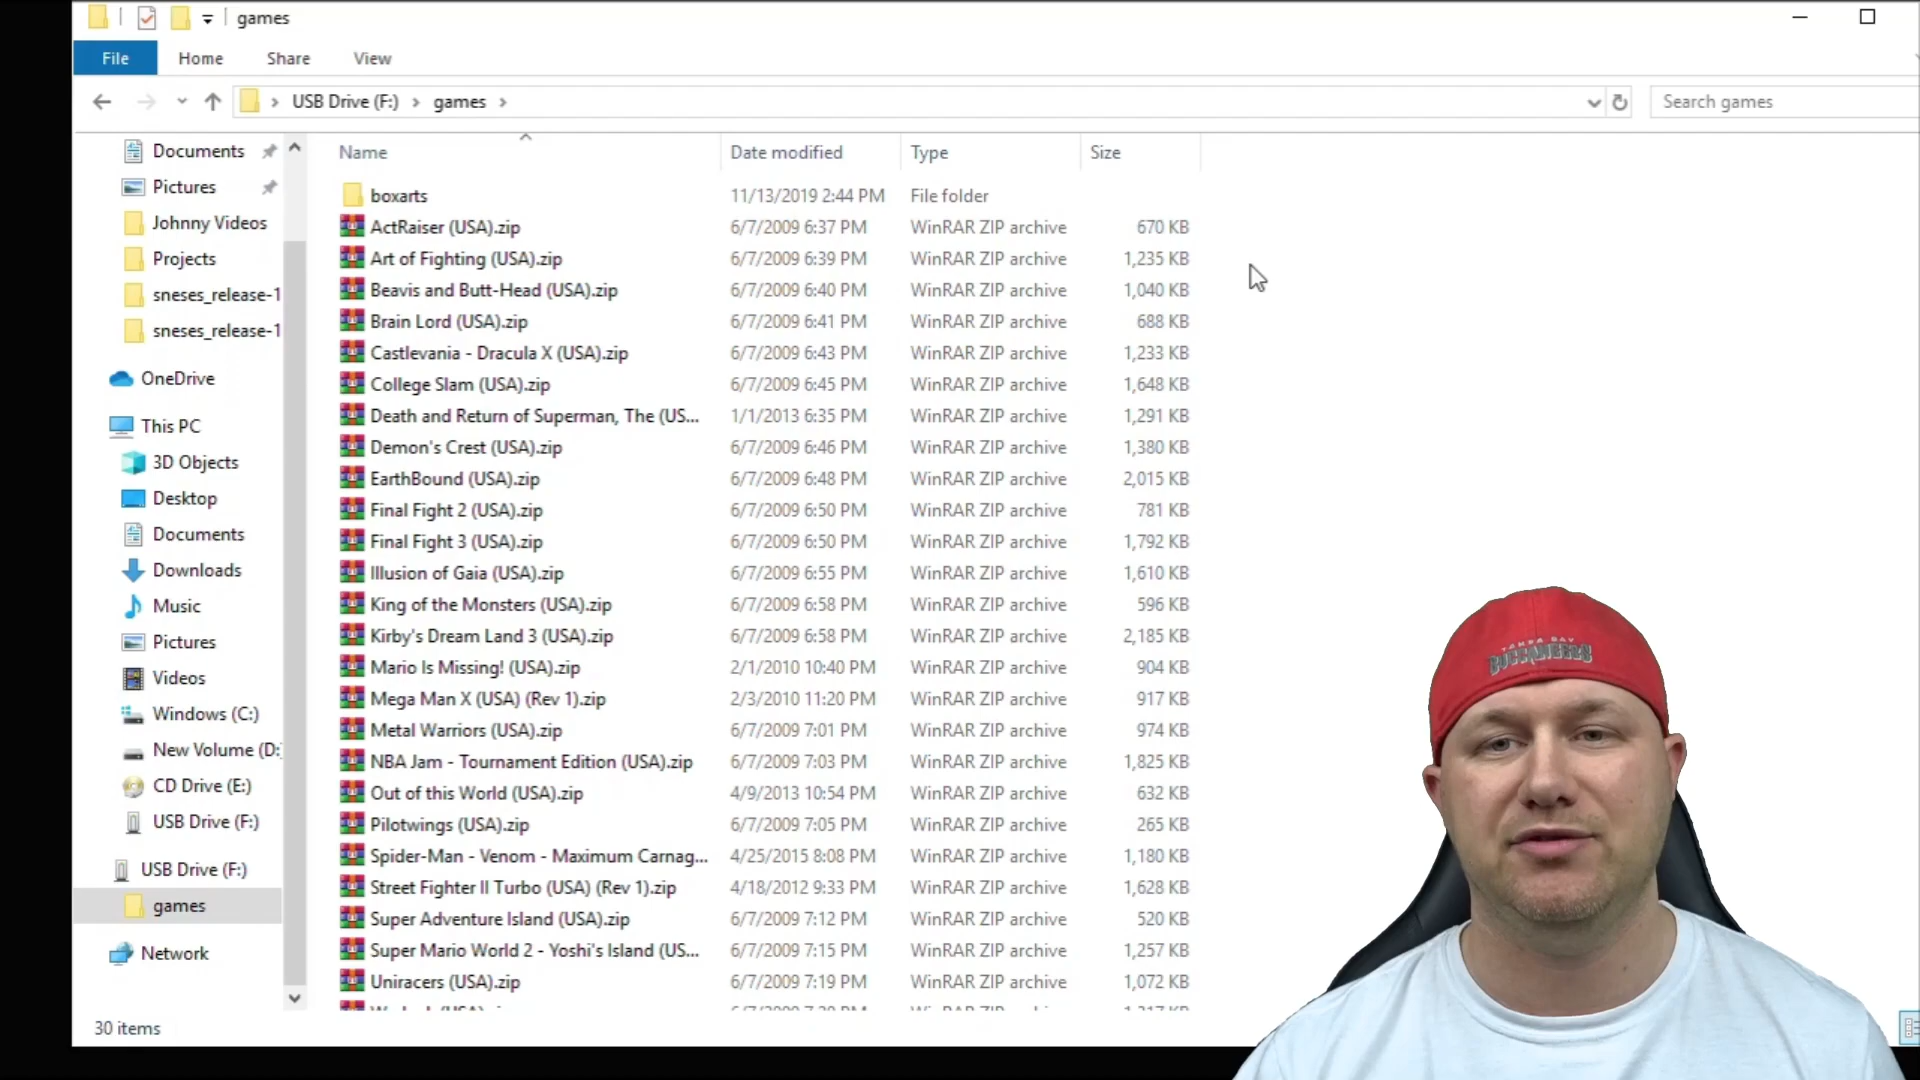 games
File Home Share View
USB Drive (F:) games
Search games
Name Date modified Type Size
Documents
Pictures
Johnny Videos
Projects
sneses_release-1
sneses_release-1
OneDrive
This PC
3D Objects
Desktop
Documents
Downloads
Music
Pictures
Videos
Windows (C:)
New Volume (D:
CD Drive (E:)
USB Drive (F:)
USB Drive (F:)
games
Network
boxarts 11/13/2019 2:44 PM File folder
ActRaiser (USA).zip 6/7/2009 6:37 PM WinRAR ZIP archive 670 KB
Art of Fighting (USA).zip 6/7/2009 6:39 PM WinRAR ZIP archive 1,235 KB
Beavis and Butt-Head (USA).zip 6/7/2009 6:40 PM WinRAR ZIP archive 1,040 KB
Brain Lord (USA).zip 6/7/2009 6:41 PM WinRAR ZIP archive 688 KB
Castlevania - Dracula X (USA).zip 6/7/2009 6:43 PM WinRAR ZIP archive 1,233 KB
College Slam (USA).zip 6/7/2009 6:45 PM WinRAR ZIP archive 1,648 KB
Death and Return of Superman, The (US... 1/1/2013 6:35 PM WinRAR ZIP archive 1,291 KB
Demon's Crest (USA).zip 6/7/2009 6:46 PM WinRAR ZIP archive 1,380 KB
EarthBound (USA).zip 6/7/2009 6:48 PM WinRAR ZIP archive 2,015 KB
Final Fight 2 (USA).zip 6/7/2009 6:50 PM WinRAR ZIP archive 781 KB
Final Fight 3 (USA).zip 6/7/2009 6:50 PM WinRAR ZIP archive 1,792 KB
Illusion of Gaia (USA).zip 6/7/2009 6:55 PM WinRAR ZIP archive 1,610 KB
King of the Monsters (USA).zip 6/7/2009 6:58 PM WinRAR ZIP archive 596 KB
Kirby's Dream Land 3 (USA).zip 6/7/2009 6:58 PM WinRAR ZIP archive 2,185 KB
Mario Is Missing! (USA).zip 2/1/2010 10:40 PM WinRAR ZIP archive 904 KB
Mega Man X (USA) (Rev 1).zip 2/3/2010 11:20 PM WinRAR ZIP archive 917 KB
Metal Warriors (USA).zip 6/7/2009 7:01 PM WinRAR ZIP archive 974 KB
NBA Jam - Tournament Edition (USA).zip 6/7/2009 7:03 PM WinRAR ZIP archive 1,825 KB
Out of this World (USA).zip 4/9/2013 10:54 PM WinRAR ZIP archive 632 KB
Pilotwings (USA).zip 6/7/2009 7:05 PM WinRAR ZIP archive 265 KB
Spider-Man - Venom - Maximum Carnag... 4/25/2015 8:08 PM WinRAR ZIP archive 1,180 KB
Street Fighter II Turbo (USA) (Rev 1).zip 4/18/2012 9:33 PM WinRAR ZIP archive 1,628 KB
Super Adventure Island (USA).zip 6/7/2009 7:12 PM WinRAR ZIP archive 520 KB
Super Mario World 2 - Yoshi's Island (US... 6/7/2009 7:15 PM WinRAR ZIP archive 1,257 KB
Uniracers (USA).zip 6/7/2009 7:19 PM WinRAR ZIP archive 1,072 KB
30 items
TAMPA BAY
BUCCANEERS